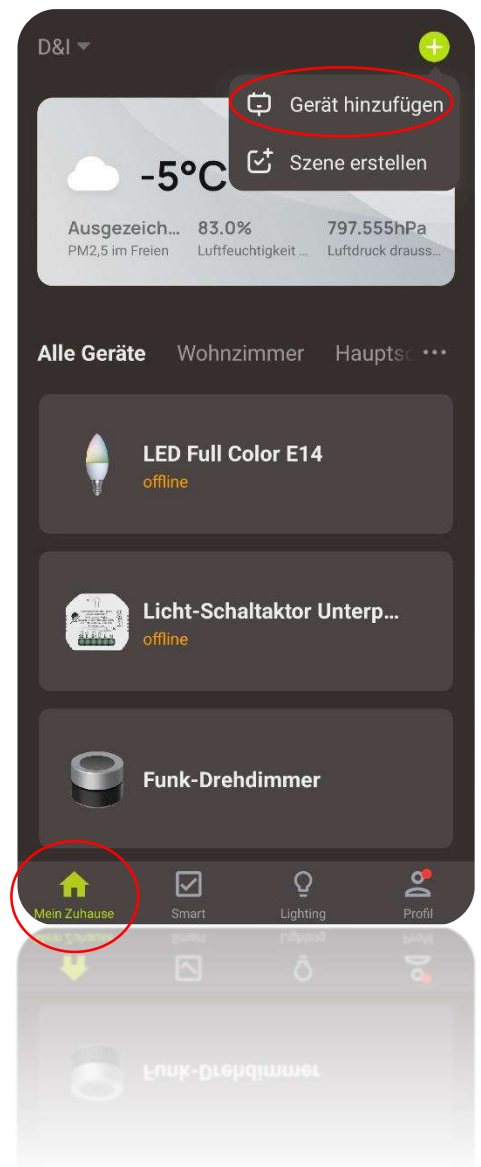 D&I
Gerät hinzufügen
Szene erstellen
-5°C
Ausgezeich... 83.0% 797.555hPa
PM2,5 im Freien Luftfeuchtigkeit ... Luftdruck drauss...
Alle Geräte Wohnzimmer Hauptsc ...
LED Full Color E14
offline
Licht-Schaltaktor Unterp...
offline
Funk-Drehdimmer
Mein Zuhause Smart Lighting Profil